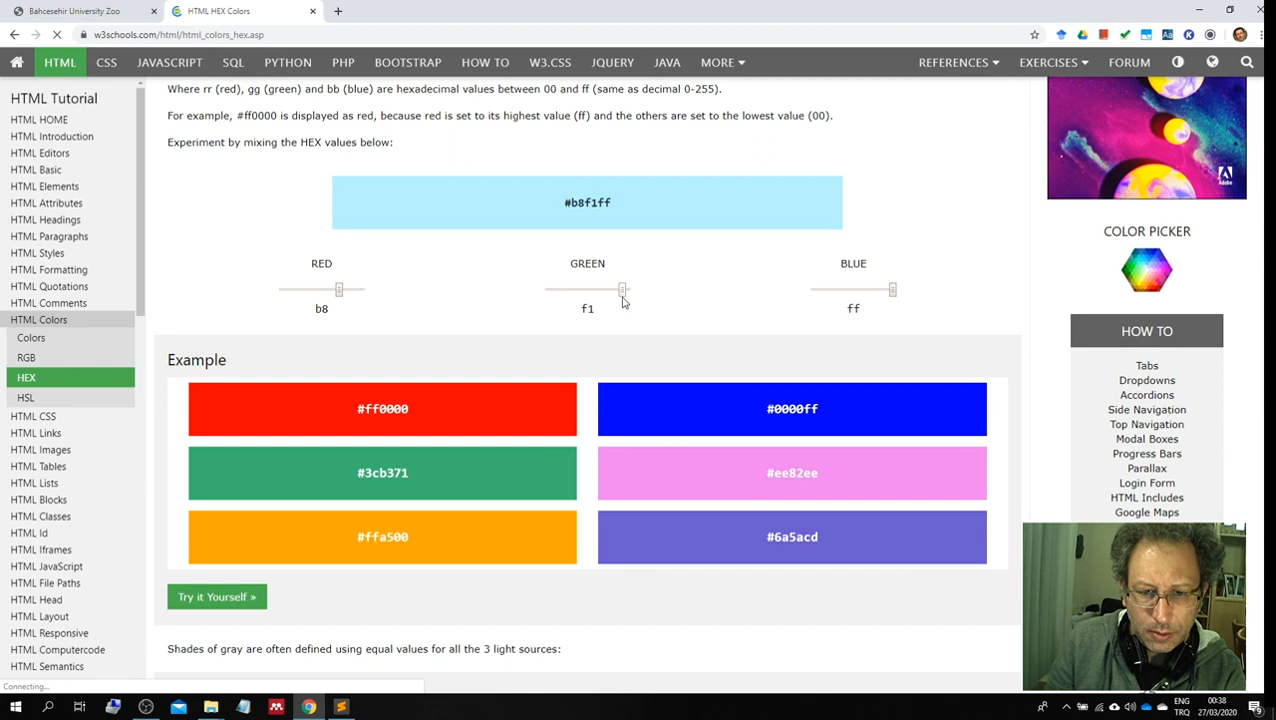 Bahcesehir University Zoo
HTML HEX Colors
w3schools.com/html/html_colors_hex.asp
HTML CSS JAVASCRIPT SQL PYTHON PHP BOOTSTRAP HOW TO W3.CSS JQUERY JAVA MORE REFERENCES EXERCISES FORUM
HTML Tutorial
HTML HOME
HTML Introduction
HTML Editors
HTML Basic
HTML Elements
HTML Attributes
HTML Headings
HTML Paragraphs
HTML Styles
HTML Formatting
HTML Quotations
HTML Comments
HTML Colors
Colors
RGB
HEX
HSL
HTML CSS
HTML Links
HTML Images
HTML Tables
HTML Lists
HTML Blocks
HTML Classes
HTML Id
HTML Iframes
HTML JavaScript
HTML File Paths
HTML Head
HTML Layout
HTML Responsive
HTML Computercode
HTML Semantics
Where rr (red), gg (green) and bb (blue) are hexadecimal values between 00 and ff (same as decimal 0-255).
For example, #ff0000 is displayed as red, because red is set to its highest value (ff) and the others are set to the lowest value (00).
Experiment by mixing the HEX values below:
#b8f1ff
RED GREEN BLUE
b8 f1 ff
Example
#ff0000 #0000ff
#3cb371 #ee82ee
#ffa500 #6a5acd
Try it Yourself »
Shades of gray are often defined using equal values for all the 3 light sources:
Adobe
COLOR PICKER
HOW TO
Tabs
Dropdowns
Accordions
Side Navigation
Top Navigation
Modal Boxes
Progress Bars
Parallax
Login Form
HTML Includes
Google Maps
Connecting...
ENG
TRQ
00:38
27/03/2020